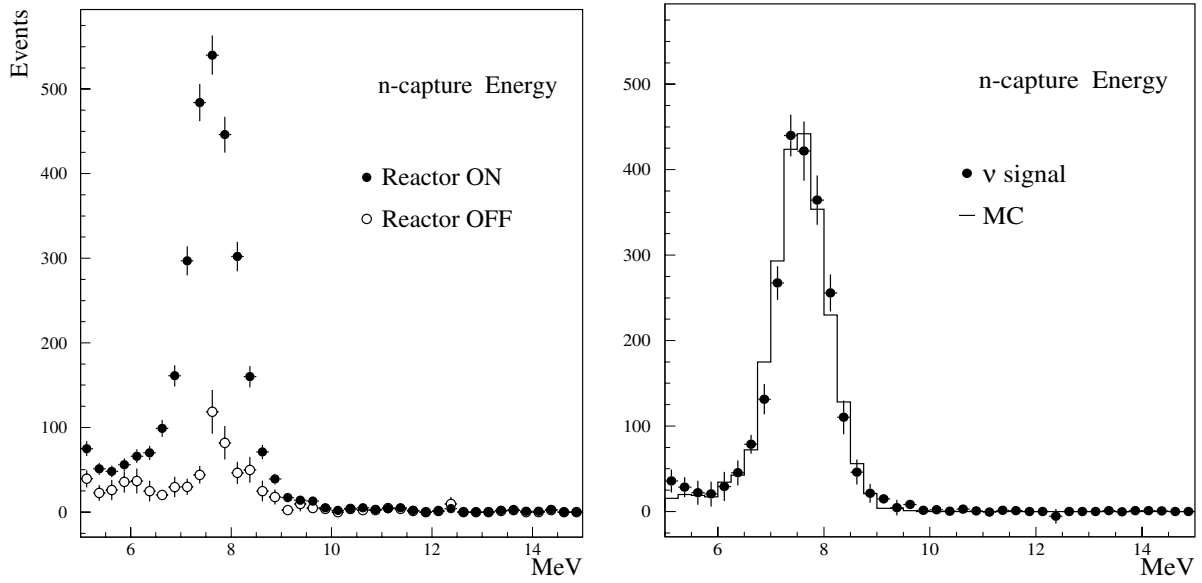 Events
n-capture Energy
Reactor ON
Reactor OFF
500
400
300
200
100
0
6
8
10
12
14
MeV
n-capture Energy
ν signal
MC
500
400
300
200
100
0
6
8
10
12
14
MeV